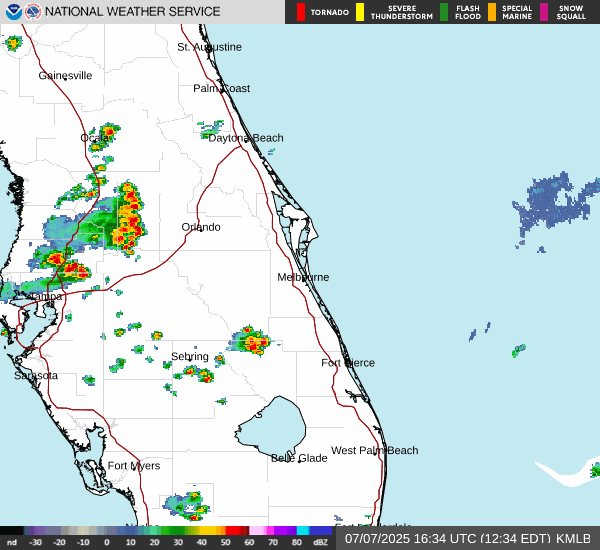 NATIONAL WEATHER SERVICE
TORNADO
SEVERE THUNDERSTORM
FLASH FLOOD
SPECIAL MARINE
SNOW SQUALL
St. Augustine
Gainesville
Palm Coast
Ocala
Daytona Beach
Orlando
Melbourne
Tampa
Sebring
Fort Pierce
Sarasota
West Palm Beach
Belle Glade
Fort Myers
nd -30 -20 -10 0 10 20 30 40 50 60 70 80 dBZ
07/07/2025 16:34 UTC (12:34 EDT) KMLB